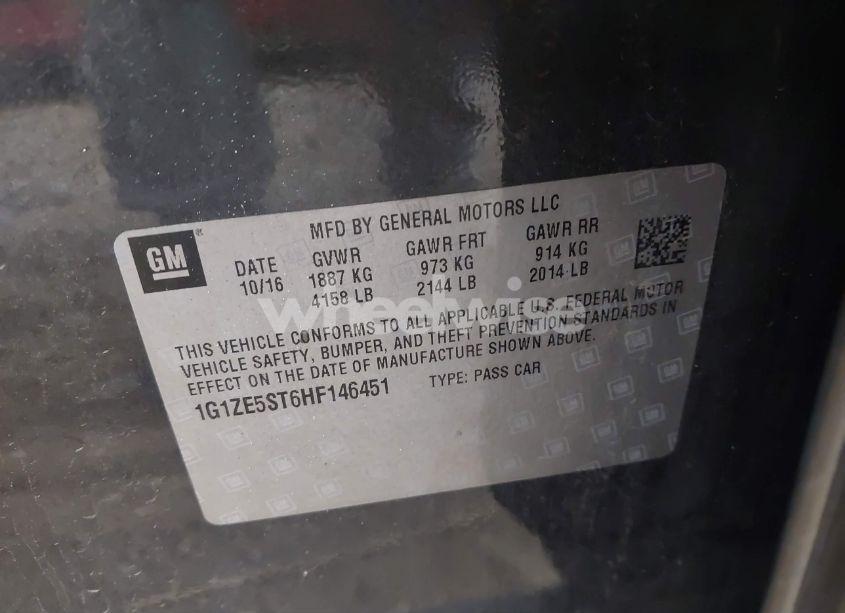 MFD BY GENERAL MOTORS LLC
GM
DATE GVWR GAWR FRT GAWR RR
10/16 1887 KG 973 KG 914 KG
4158 LB 2144 LB 2014 LB
THIS VEHICLE CONFORMS TO ALL APPLICABLE U.S. FEDERAL MOTOR
VEHICLE SAFETY, BUMPER, AND THEFT PREVENTION STANDARDS IN
EFFECT ON THE DATE OF MANUFACTURE SHOWN ABOVE.
1G1ZE5ST6HF146451 TYPE: PASS CAR
wheelwise